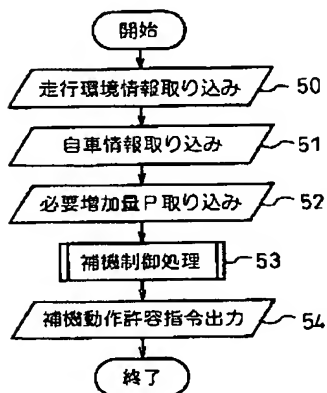 開始
走行環境情報取り込み 50
自車情報取り込み 51
必要増加量P取り込み 52
補機制御処理 53
補機動作許容指令出力 54
終了